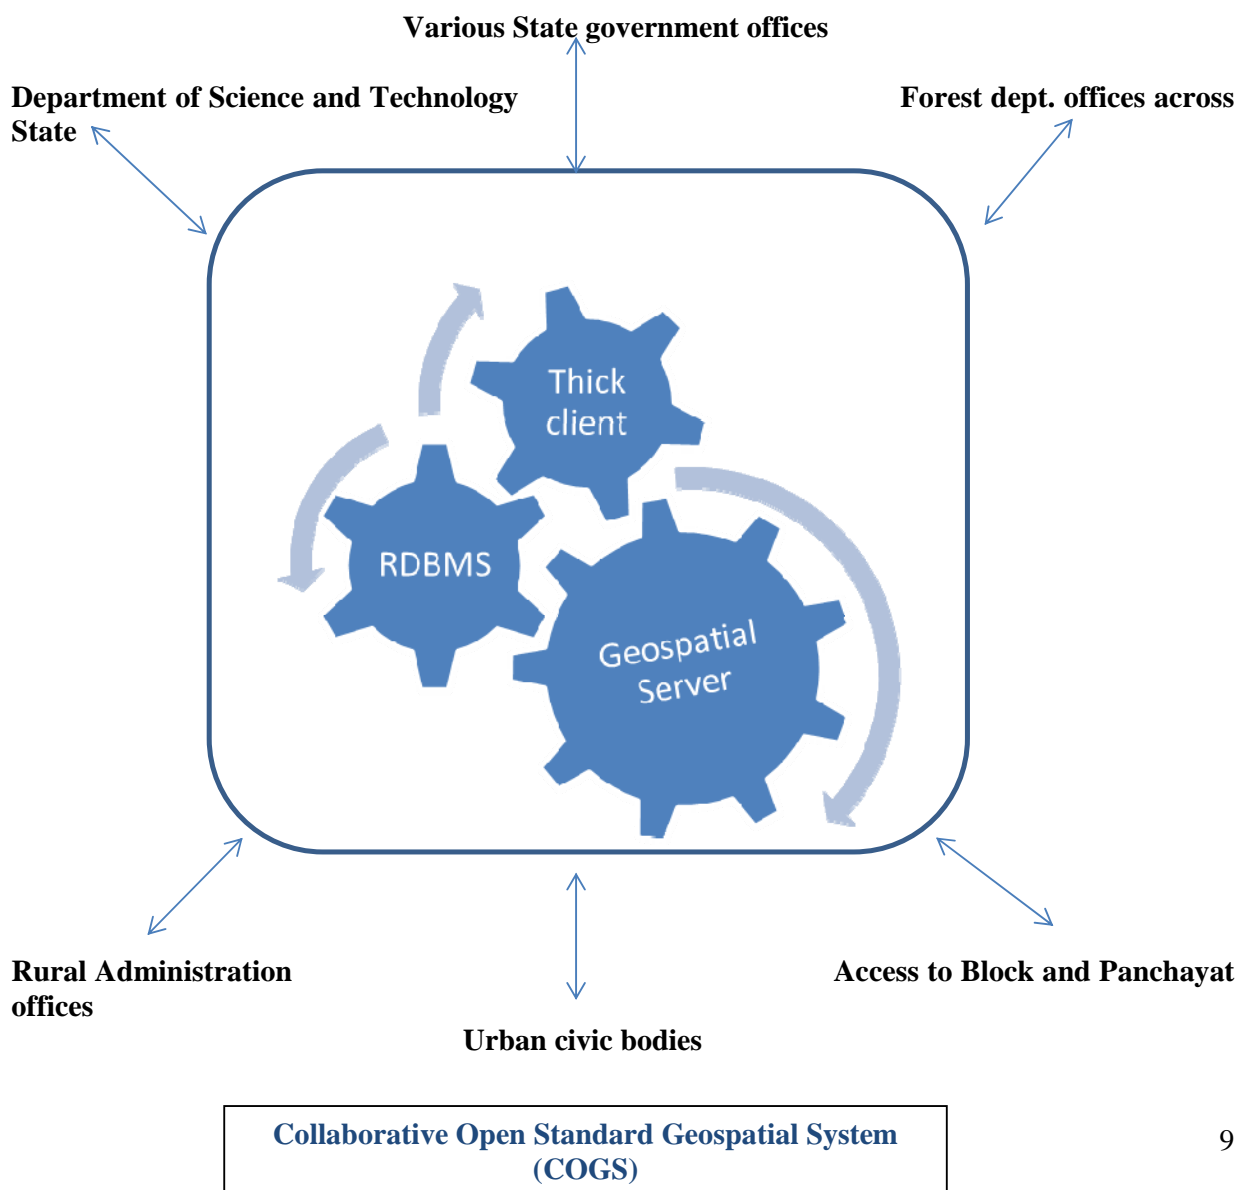 Various State government offices
Department of Science and Technology
State
Forest dept. offices across
Thick
client
RDBMS
Geospatial
Server
Rural Administration
offices
Access to Block and Panchayat
Urban civic bodies
Collaborative Open Standard Geospatial System
(COGS)
9